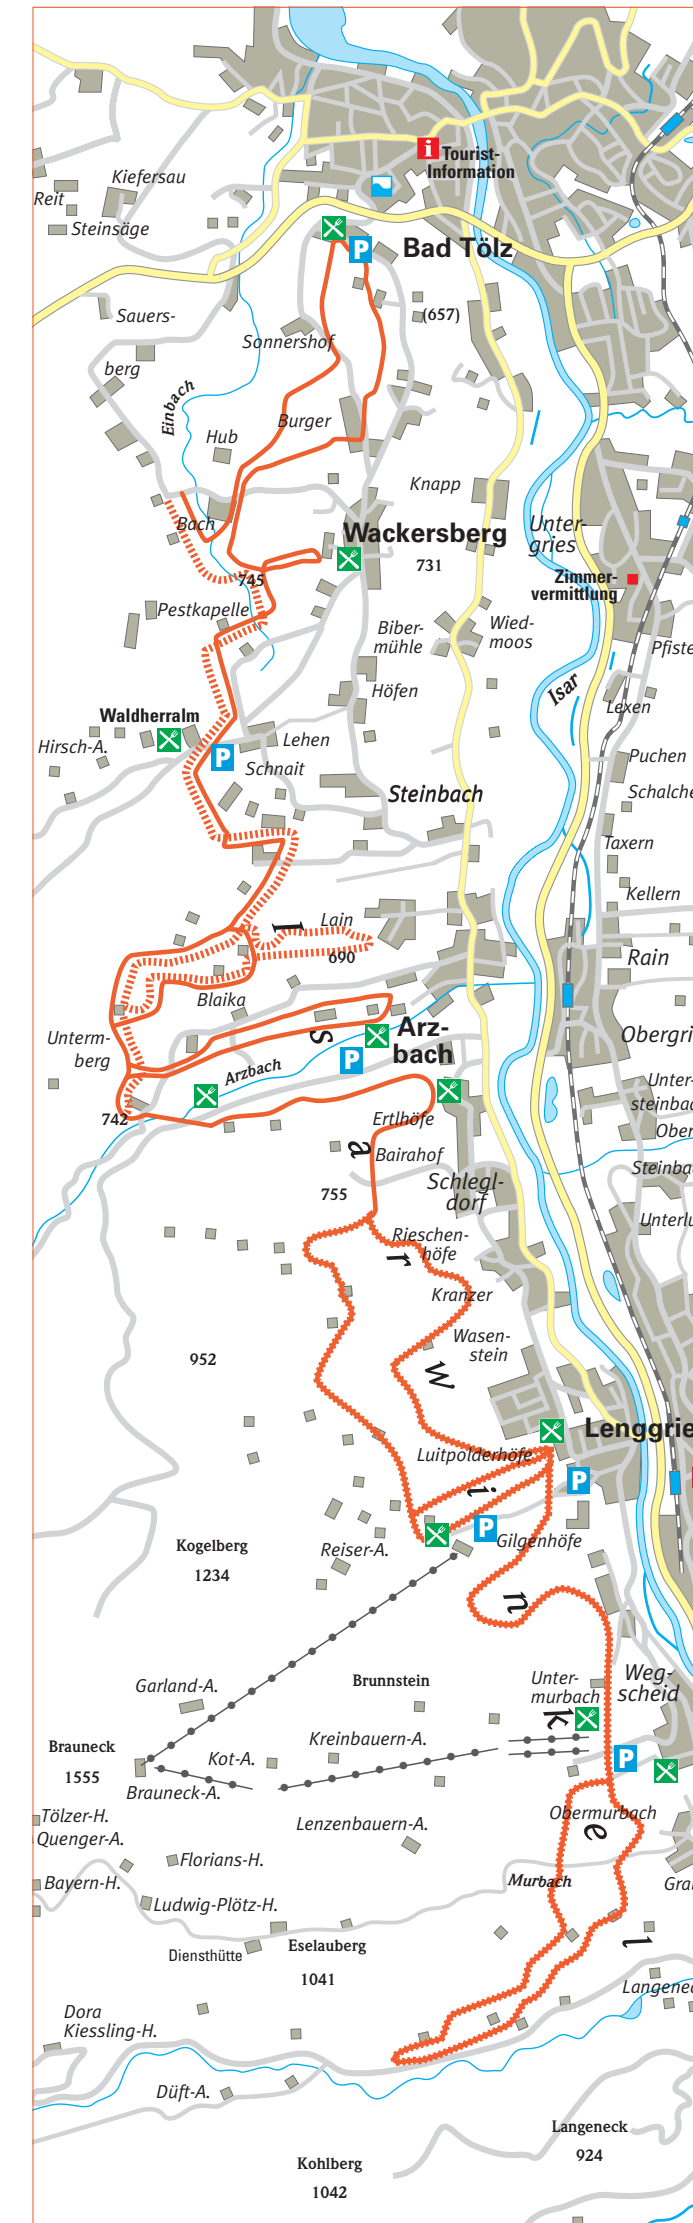 i Tourist-
Information
Kiefersau
Reit
Steinsäge
P
Bad Tölz
Sauers-
(657)
Sonnershof
berg
Einbach
Burger
Hub
Knapp
Bach
Wackersberg
731
Unter-
gries
745
Zimmer-
vermittlung
Pestkapelle
Biber-
mühle
Wied-
moos
Pfiste
Höfen
Isar
Lexen
Waldherralm
Hirsch-A.
P
Lehen
Schnait
Puchen
Steinbach
Schalche
Taxern
Kellern
Lain
690
Rain
Blaika
Unterm-
berg
Arz-
bach
P
Obergri
Arzbach
Unter-
steinbac
742
Ertlhöfe
Ober
Bairahof
Steinba
755
Schlegl-
dorf
Unterlu
Rieschen-
höfe
Kranzer
952
Wasen-
stein
Lenggrie
Luitpolderhöfe
P
P
Gilgenhöfe
Kogelberg
1234
Reiser-A.
Isarwinkel
Garland-A.
Brunnstein
Unter-
murbach
Weg-
scheid
Brauneck
1555
Kot-A.
Kreinbauern-A.
P
Brauneck-A.
Tölzer-H.
Quenger-A.
Lenzenbauern-A.
Obermurbach
Florians-H.
Bayern-H.
Murbach
Gra
Ludwig-Plötz-H.
Diensthütte
Eselauberg
1041
Langenec
Dora
Kiessling-H.
Düft-A.
Langeneck
924
Kohlberg
1042